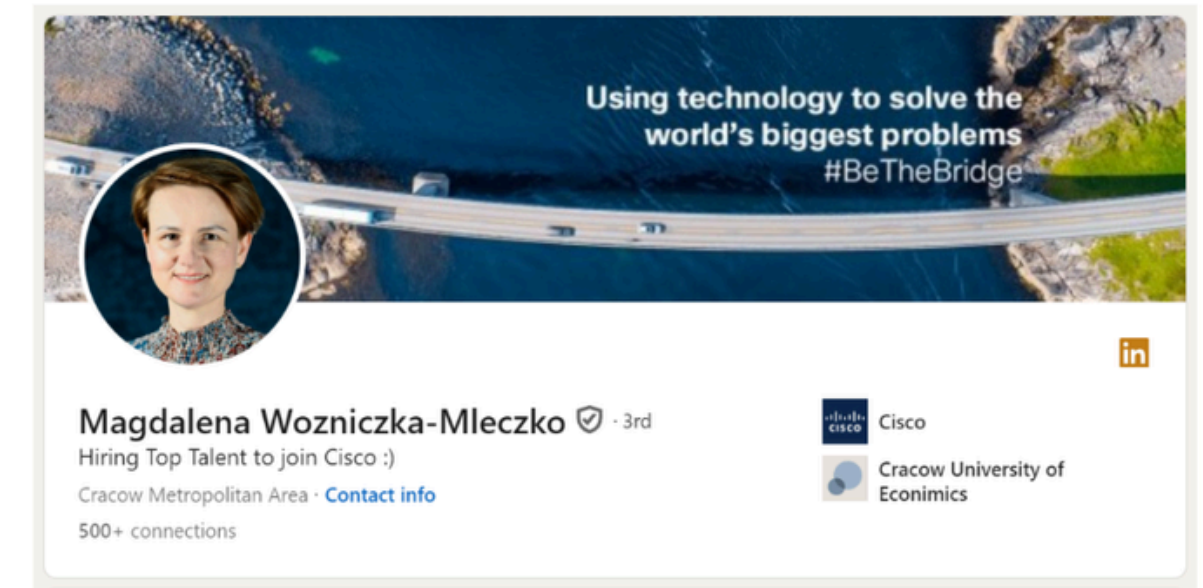 Using technology to solve the
world's biggest problems
#BeTheBridge
in
Magdalena Wozniczka-Mleczko · 3rd
Hiring Top Talent to join Cisco :)
Cracow Metropolitan Area · Contact info
500+ connections
CISCO
Cisco
Cracow University of
Econimics